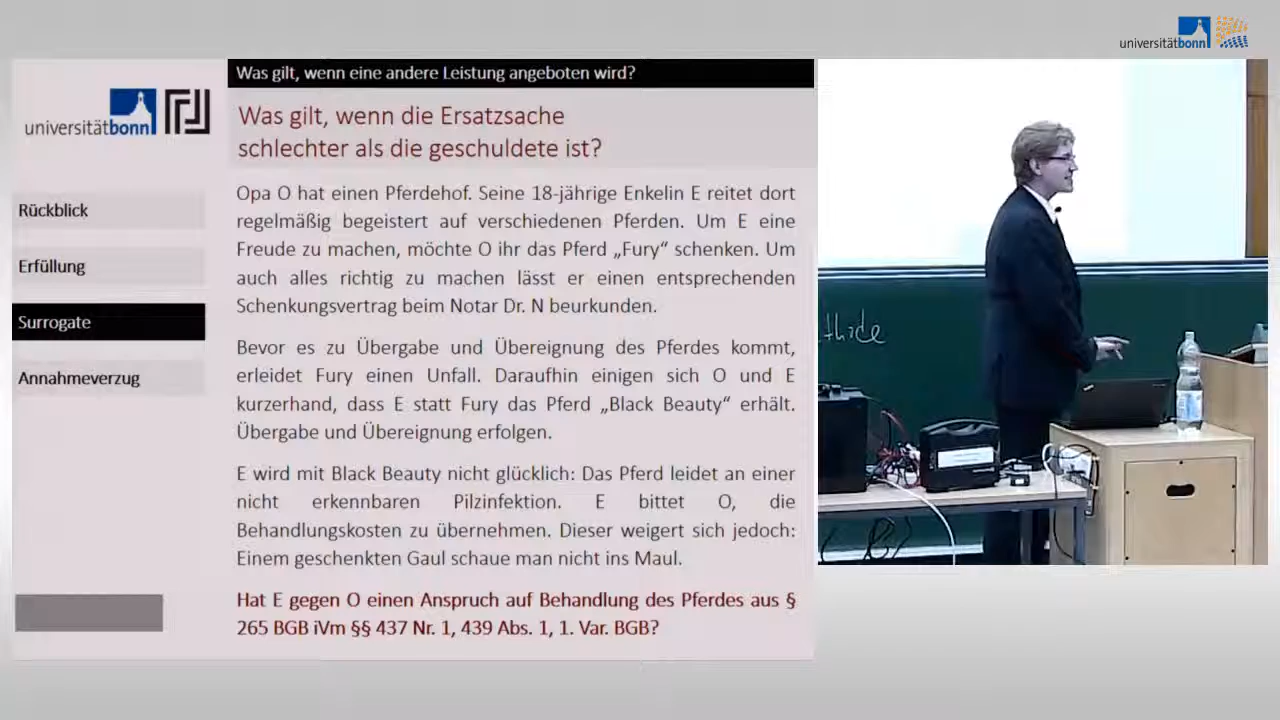 universitätbonn
Was gilt, wenn eine andere Leistung angeboten wird?
universitätbonn
Was gilt, wenn die Ersatzsache
schlechter als die geschuldete ist?
Rückblick
Erfüllung
Surrogate
Annahmeverzug
Opa O hat einen Pferdehof. Seine 18-jährige Enkelin E reitet dort
regelmäßig begeistert auf verschiedenen Pferden. Um E eine
Freude zu machen, möchte O ihr das Pferd „Fury“ schenken. Um
auch alles richtig zu machen lässt er einen entsprechenden
Schenkungsvertrag beim Notar Dr. N beurkunden.
Bevor es zu Übergabe und Übereignung des Pferdes kommt,
erleidet Fury einen Unfall. Daraufhin einigen sich O und E
kurzerhand, dass E statt Fury das Pferd „Black Beauty“ erhält.
Übergabe und Übereignung erfolgen.
E wird mit Black Beauty nicht glücklich: Das Pferd leidet an einer
nicht erkennbaren Pilzinfektion. E bittet O, die
Behandlungskosten zu übernehmen. Dieser weigert sich jedoch:
Einem geschenkten Gaul schaue man nicht ins Maul.
Hat E gegen O einen Anspruch auf Behandlung des Pferdes aus §
265 BGB iVm §§ 437 Nr. 1, 439 Abs. 1, 1. Var. BGB?